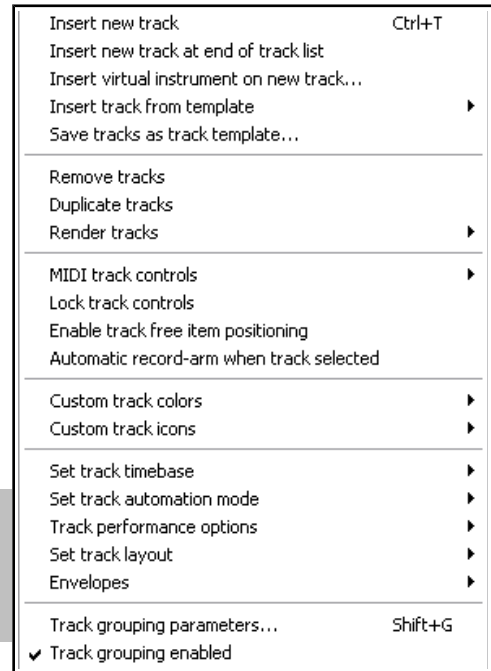 Insert new track Ctrl+T
Insert new track at end of track list
Insert virtual instrument on new track...
Insert track from template
Save tracks as track template...
Remove tracks
Duplicate tracks
Render tracks
MIDI track controls
Lock track controls
Enable track free item positioning
Automatic record-arm when track selected
Custom track colors
Custom track icons
Set track timebase
Set track automation mode
Track performance options
Set track layout
Envelopes
Track grouping parameters... Shift+G
Track grouping enabled